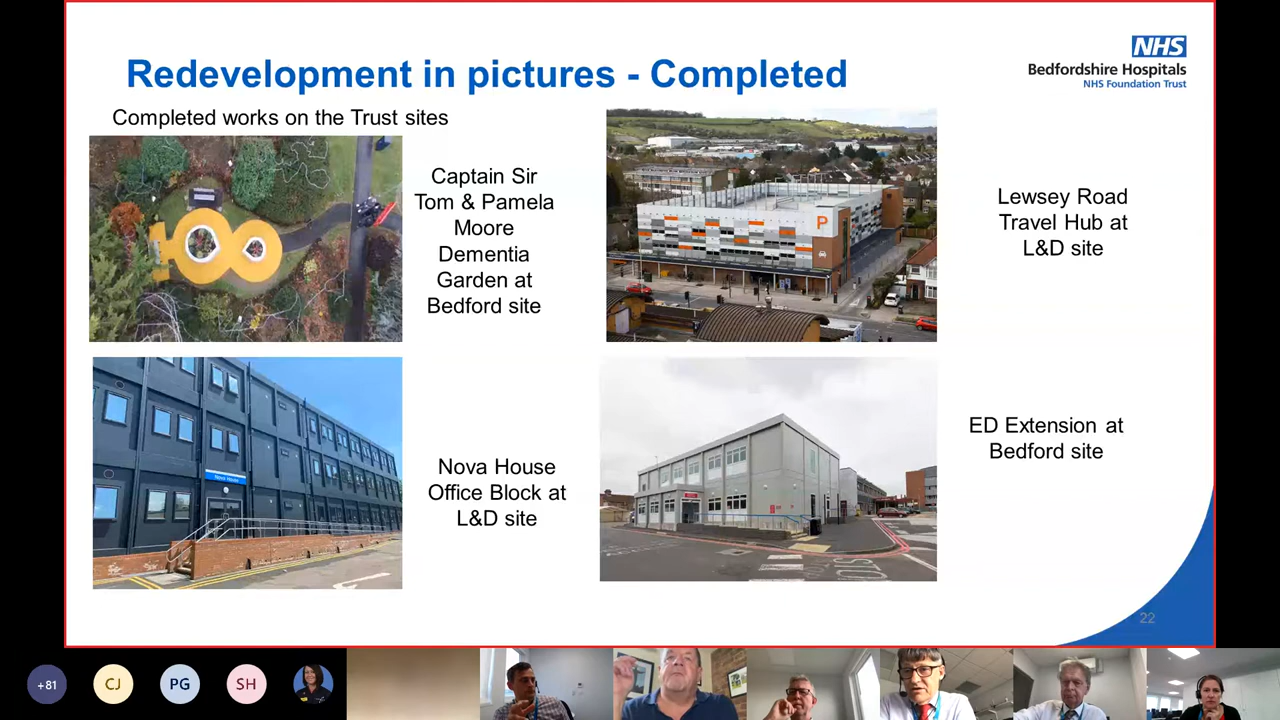 Redevelopment in pictures - Completed
NHS
Bedfordshire Hospitals
NHS Foundation Trust
Completed works on the Trust sites
Captain Sir
Tom & Pamela
Moore
Dementia
Garden at
Bedford site
P
Lewsey Road
Travel Hub at
L&D site
Nova House
Nova House
Office Block at
L&D site
ED Extension at
Bedford site
22
+81
CJ
PG
SH